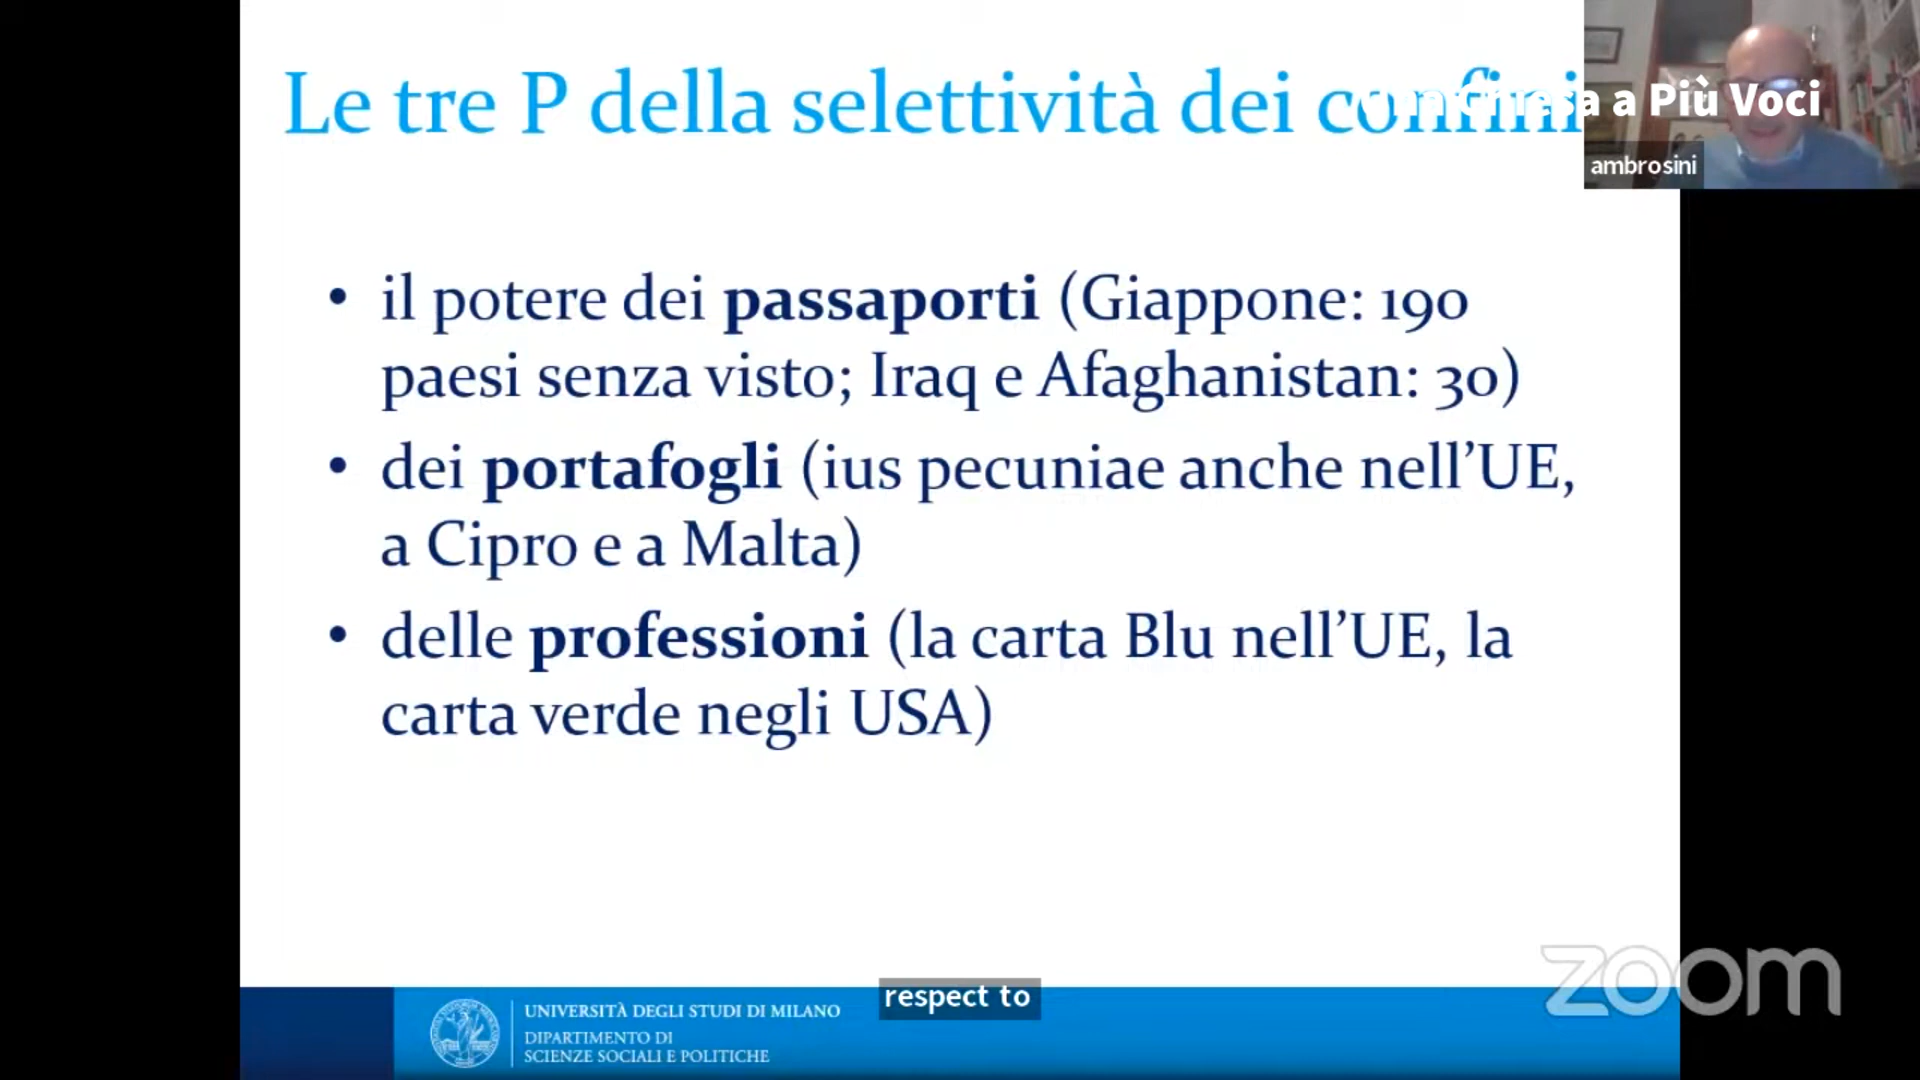 Le tre P della selettività dei confini
a Più Voci
ambrosini
• il potere dei passaporti (Giappone: 190
paesi senza visto; Iraq e Afaghanistan: 30)
• dei portafogli (ius pecuniae anche nell’UE,
a Cipro e a Malta)
• delle professioni (la carta Blu nell’UE, la
carta verde negli USA)
respect to
zoom
UNIVERSITÀ DEGLI STUDI DI MILANO
DIPARTIMENTO DI
SCIENZE SOCIALI E POLITICHE